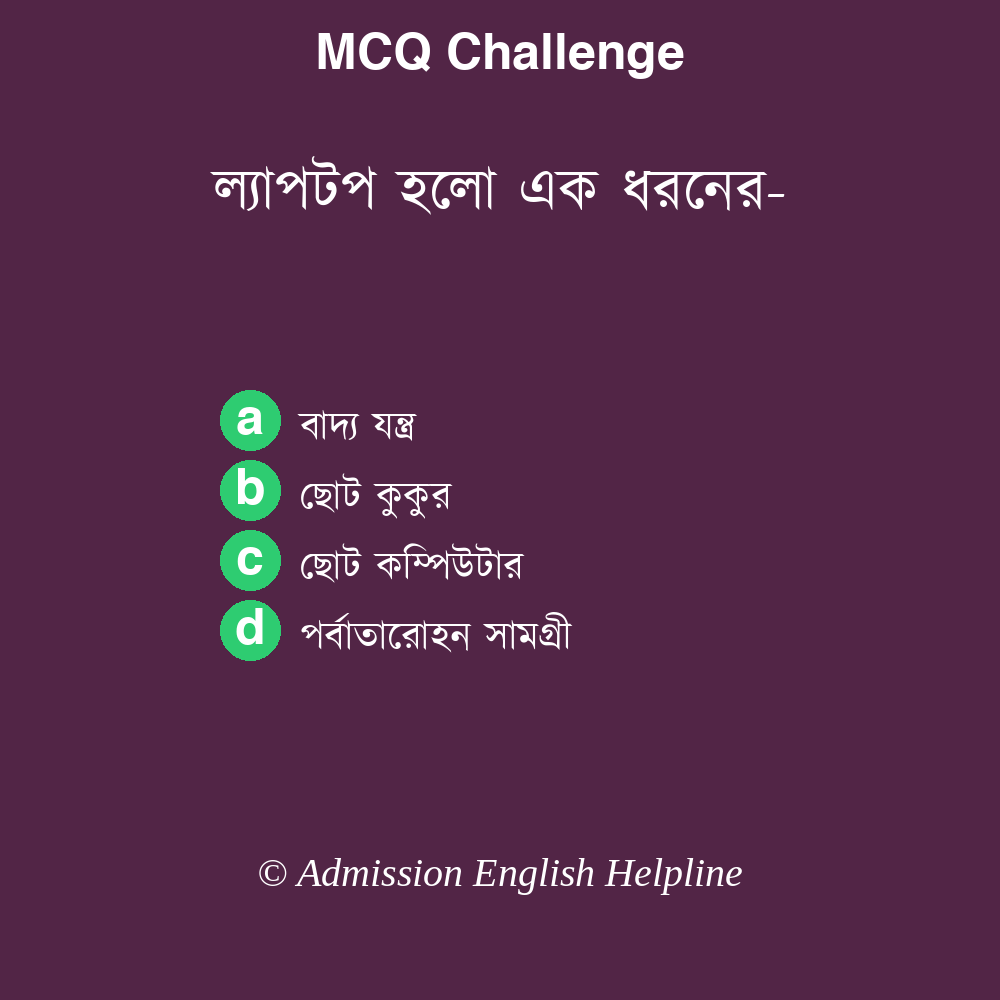 MCQ Challenge
ল্যাপটপ হলো এক ধরনের-
a বাদ্য যন্ত্র
b ছোট কুকুর
c ছোট কম্পিউটার
d পর্বাতারোহন সামগ্রী
© Admission English Helpline